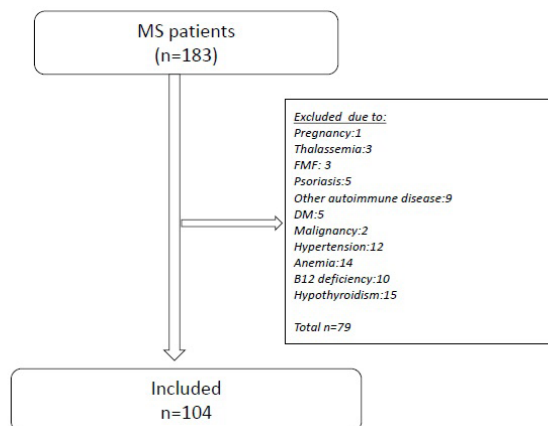 MS patients
(n=183)
Excluded  due to:
Pregnancy:1
Thalassemia:3
FMF: 3
Psoriasis:5
Other autoimmune disease:9
DM:5
Malignancy:2
Hypertension:12
Anemia:14
B12 deficiency:10
Hypothyroidism:15
Total n=79
Included
n=104